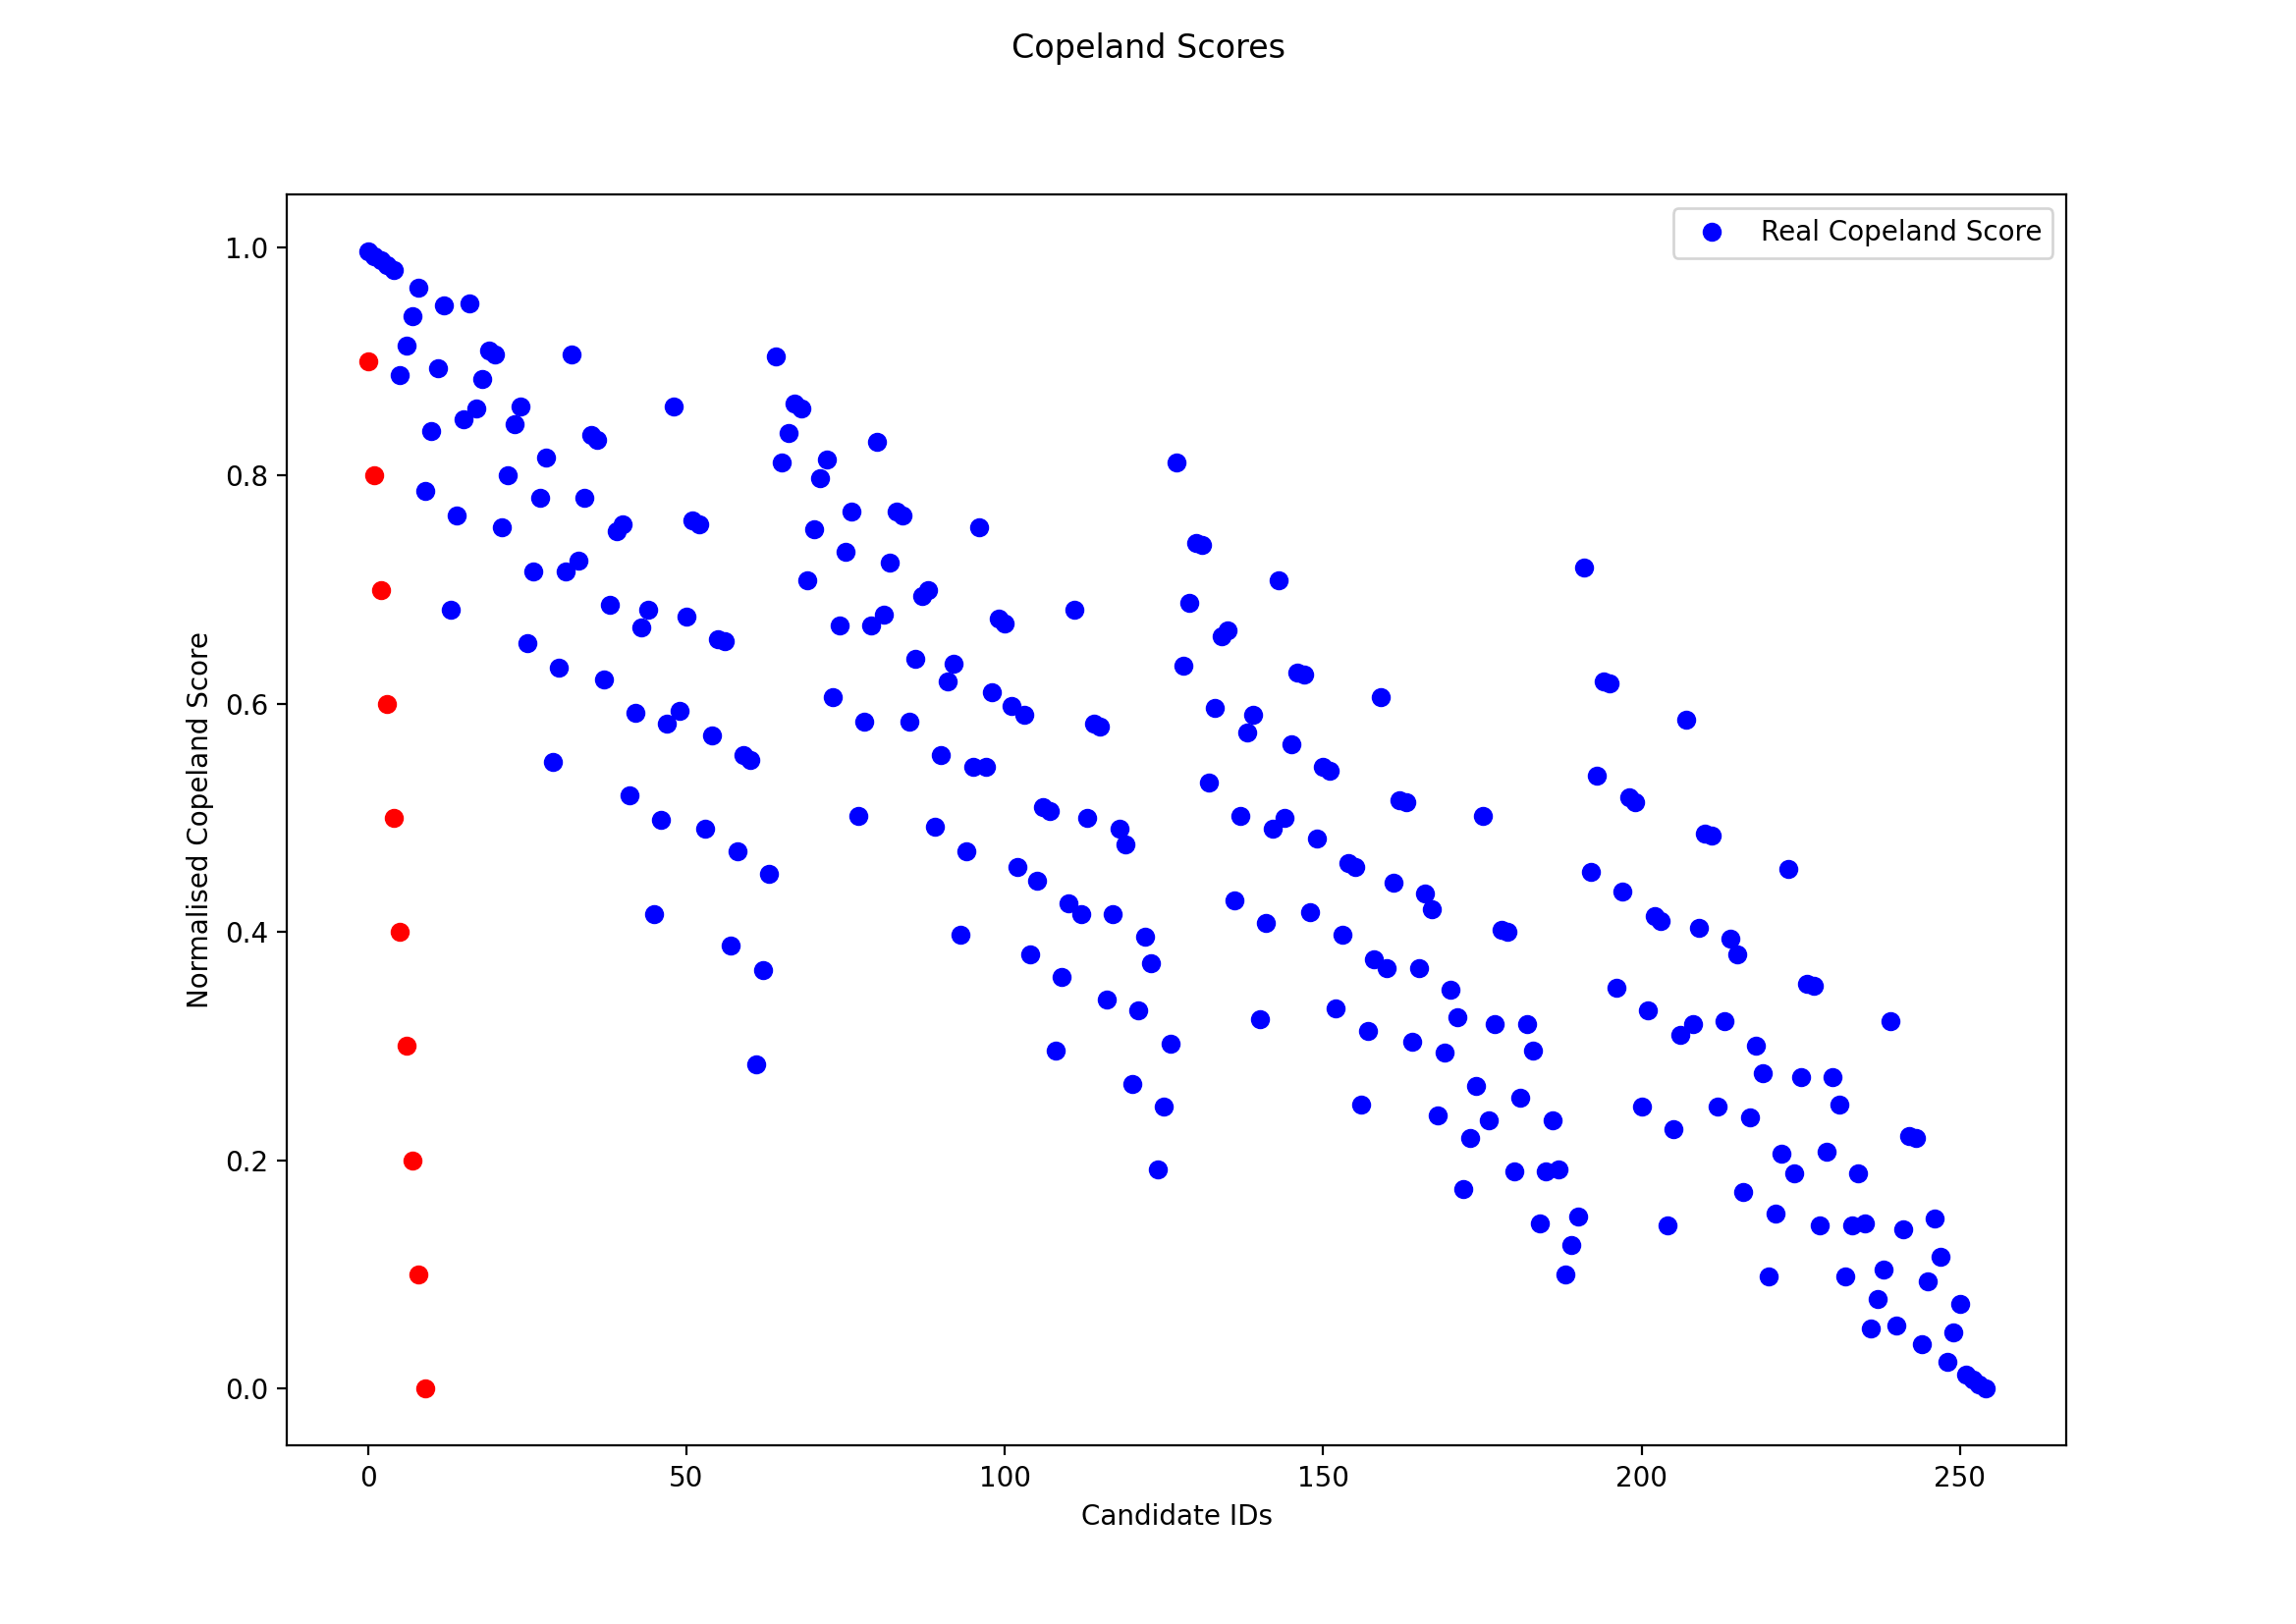 Copeland Scores
Real Copeland Score
1.0
0.8
0.6
0.4
0.2
0.0
Normalised Copeland Score
0 50 100 150 200 250
Candidate IDs